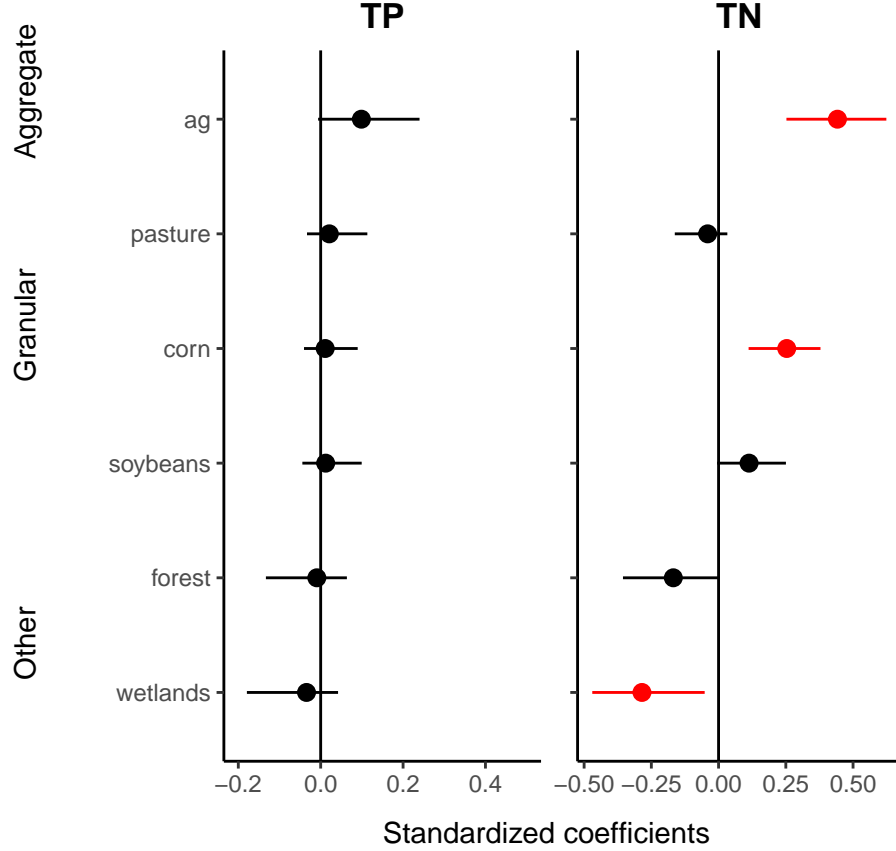 TP TN
Aggregate
ag
pasture
Granular
corn
soybeans
forest
Other
wetlands
−0.2 0.0 0.2 0.4 −0.50 −0.25 0.00 0.25 0.50
Standardized coefficients